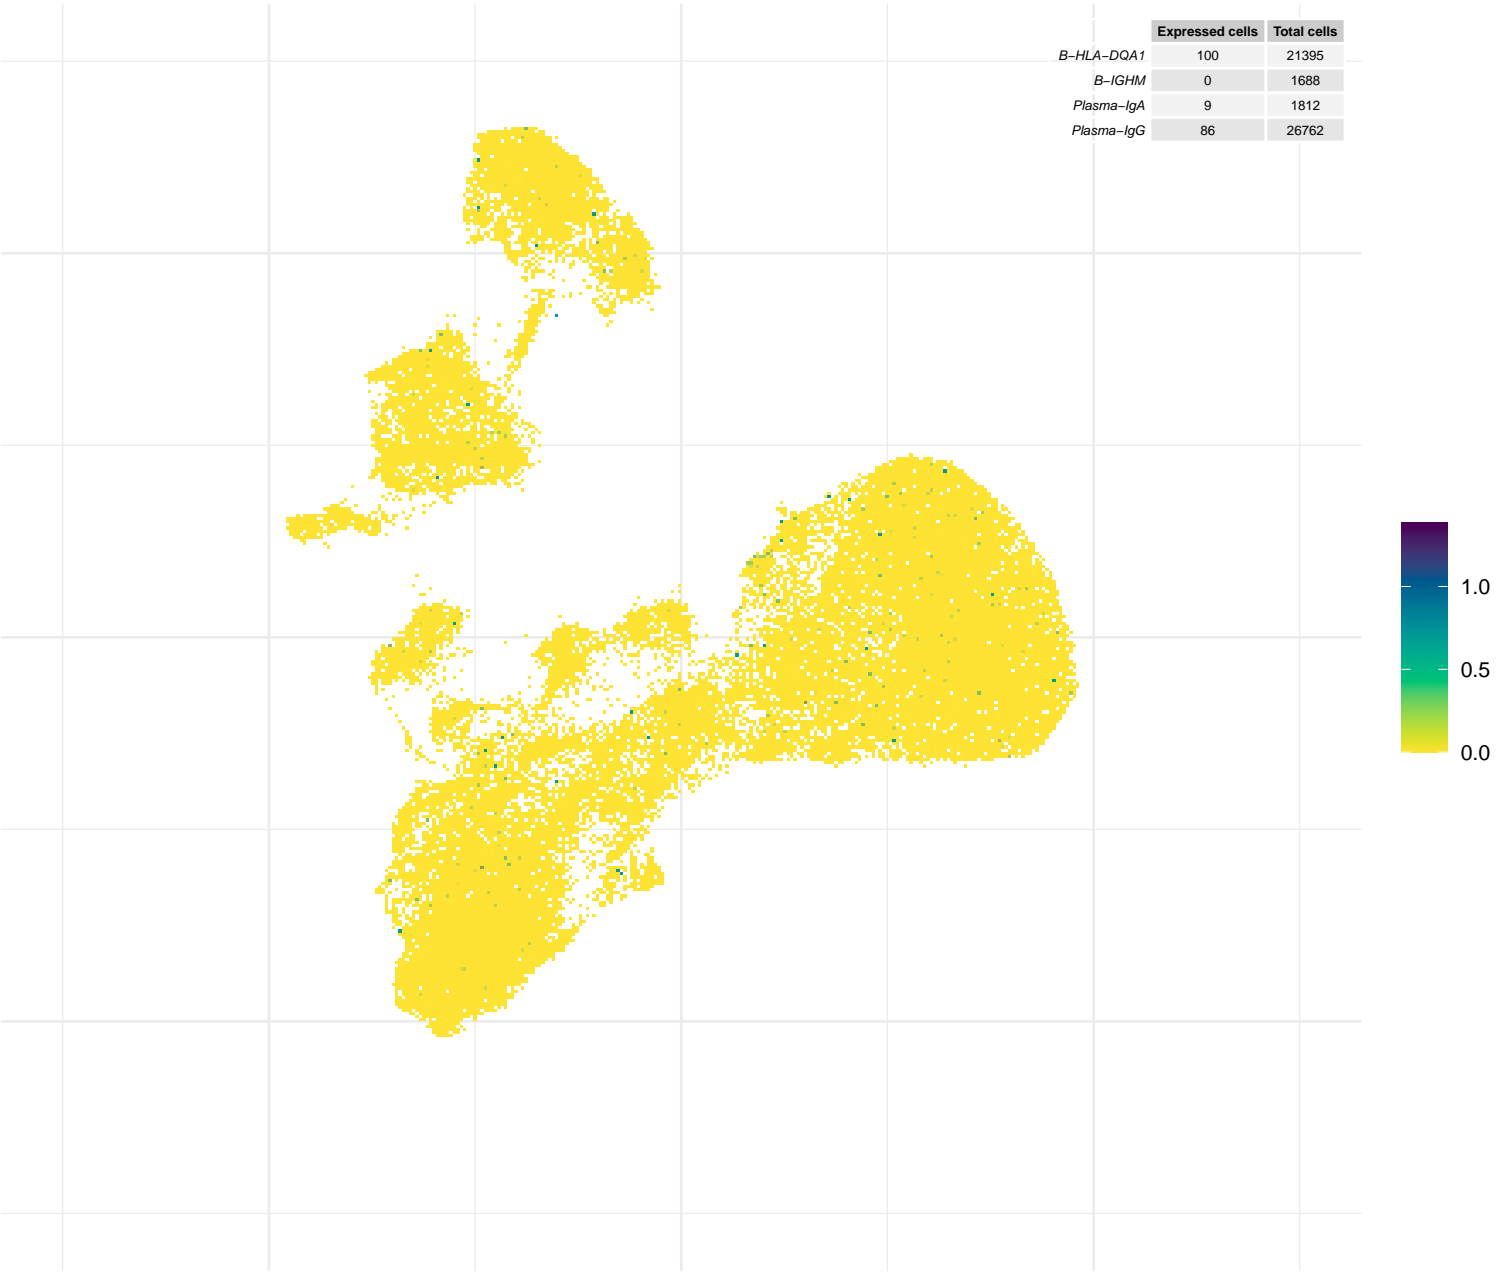 Expressed cells Total cells
B−HLA−DQA1 100 21395
B−IGHM 0 1688
Plasma−IgA 9 1812
Plasma−IgG 86 26762
1.0
0.5
0.0